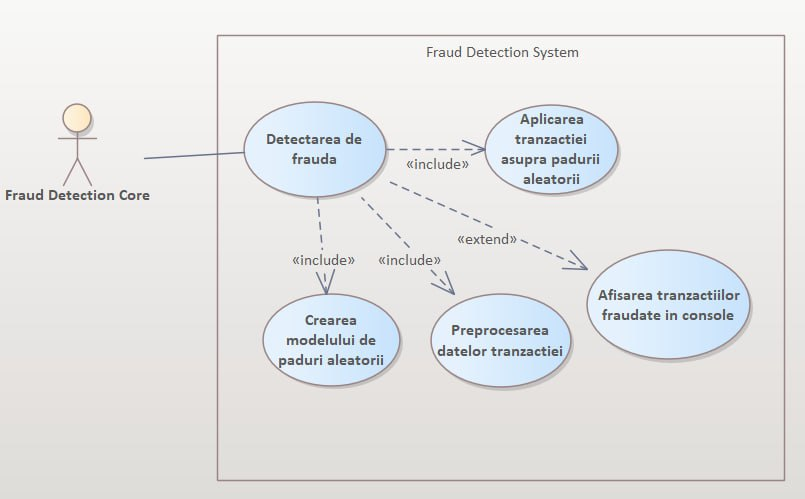 Fraud Detection System
Fraud Detection Core
Detectarea de
frauda
«include»
Aplicarea
tranzactiei
asupra padurii
aleatorii
«include»
«include»
«extend»
Crearea
modelului de
paduri aleatorii
Preprocesarea
datelor tranzactiei
Afisarea tranzactiilor
fraudate in console